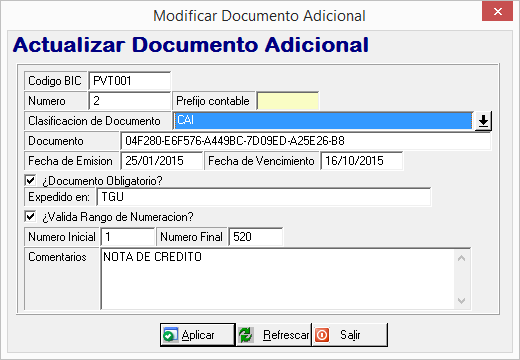 Modificar Documento Adicional
Actualizar Documento Adicional
Codigo BIC PVT001
Numero 2 Prefijo contable
Clasificacion de Documento CAI
Documento 04F280-E6F576-A449BC-7D09ED-A25E26-B8
Fecha de Emision 25/01/2015 Fecha de Vencimiento 16/10/2015
¿Documento Obligatorio?
Expedido en: TGU
¿Valida Rango de Numeracion?
Numero Inicial 1 Numero Final 520
Comentarios NOTA DE CREDITO
Aplicar Refrescar Salir